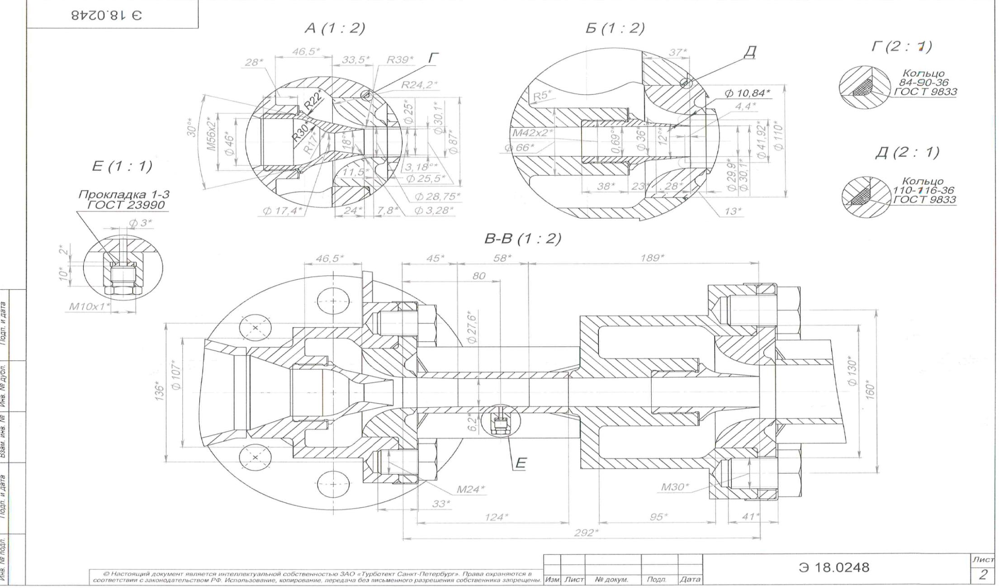 Э 18.0248
А (1 : 2)
46,5*
28*
33,5*
R39*
Г
R24,2*
R22*
R30*
R17*
30°*
М56х2*
Ф 46*
18°*
Ф 25*
Ф 30,1*
Ф 87*
11,5*
3,18°*
Ф 25,5*
Ф 28,75*
Ф 17,4*
24*
7,8*
Ф 3,28*
Б (1 : 2)
37*
Д
R5*
Ф 10,84*
4,4*
М42х2*
Ф 66*
0,69°*
Ф 36*
12°*
Ф 41,92*
Ф 110*
Ф 29,9*
Ф 30,1*
38*
23*
28*
13*
Г (2 : 1)
Кольцо
84-90-36
ГОСТ 9833
Д (2 : 1)
Кольцо
110-116-36
ГОСТ 9833
Е (1 : 1)
Прокладка 1-3
ГОСТ 23990
Ф 3*
2*
10*
М10х1*
В-В (1 : 2)
46,5*
45*
58*
189*
80
Ф 27,6*
136*
Ф 107*
6,2*
Е
Ф 130*
160*
М24*
33*
М30*
124*
95*
41*
292*
Подп. и дата
Инв. № дубл.
Взам. инв. №
Подп. и дата
Инв. № подл.
© Настоящий документ является интеллектуальной собственностью ЗАО «Турботект Санкт-Петербург». Права охраняются в
соответствии с законодательством РФ. Использование, копирование, передача без письменного разрешения собственника запрещены.
Изм Лист № докум. Подп. Дата
Э 18.0248
Лист
2